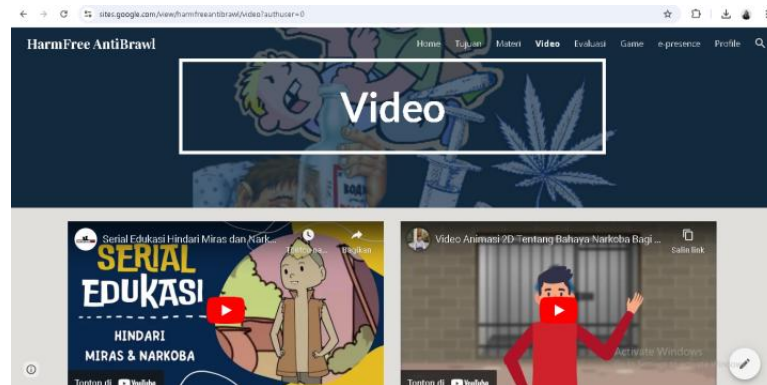 sites.google.com/view/harmfreeantibrawl/video?authuser=0
HarmFree AntiBrawl
Home Tujuan Materi Video Evaluasi Game e-presence Profile
Video
Serial Edukasi Hindari Miras dan Nark...
Bagikan
SERIAL
EDUKASI
HINDARI
MIRAS & NARKOBA
Tonton di YouTube
Video Animasi 2D Tentang Bahaya Narkoba Bagi ...
Salin link
Tonton di YouTube
Activate Windows